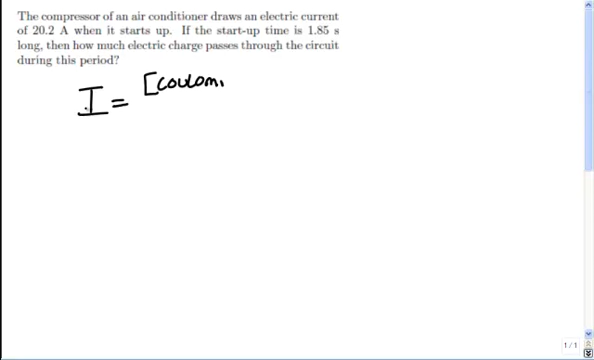 The compressor of an air conditioner draws an electric current
of 20.2 A when it starts up. If the start-up time is 1.85 s
long, then how much electric charge passes through the circuit
during this period?
I = [coulom
1/1